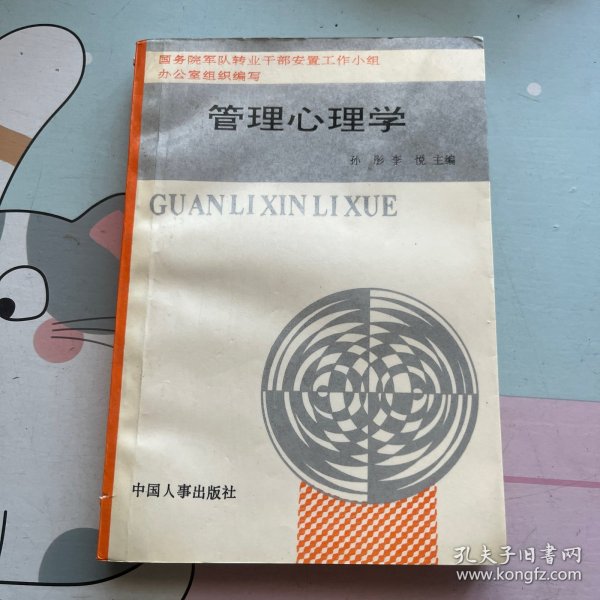 国务院军队转业干部安置工作小组
办公室组织编写
管理心理学
孙 彤 李 悦 主编
GUANLI XINLI XUE
中国人事出版社
孔夫子旧书网
www.kongfz.com